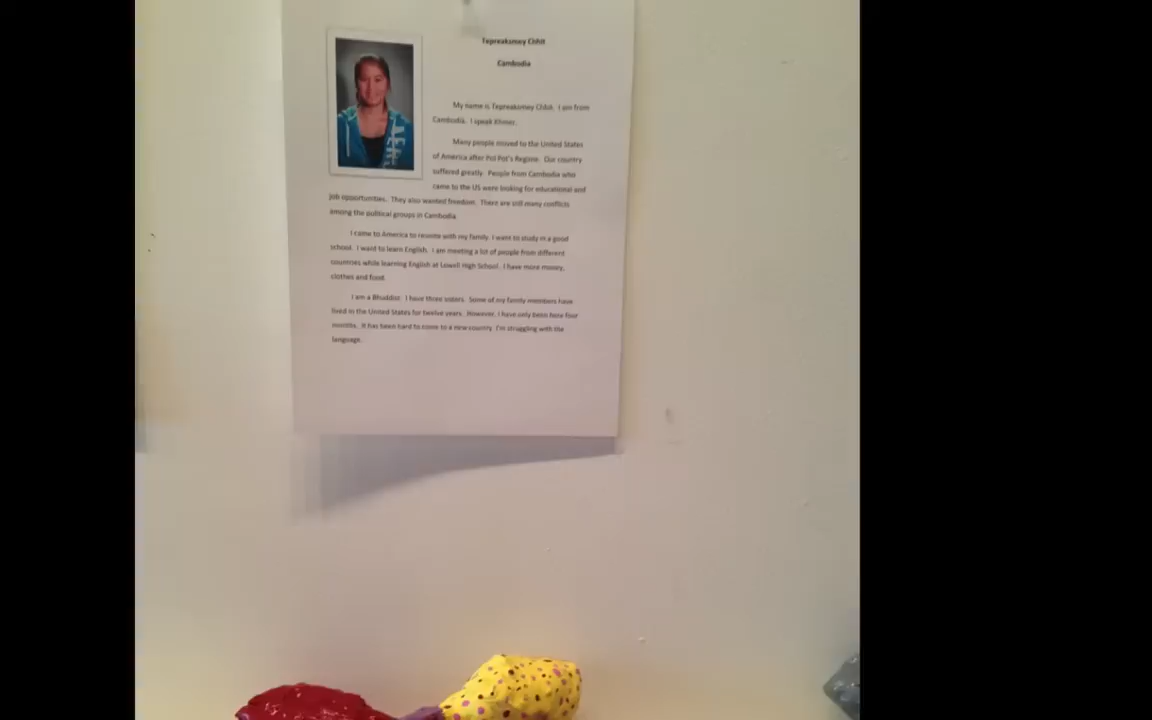 Tepreaksmey Chhit
Cambodia
My name is Tepreaksmey Chhit. I am from
Cambodia. I speak Khmer.
Many people moved to the United States
of America after Pol Pot's Regime. Our country
suffered greatly. People from Cambodia who
came to the US were looking for educational and
job opportunities. They also wanted freedom. There are still many conflicts
among the political groups in Cambodia.
I came to America to reunite with my family. I want to study in a good
school. I want to learn English. I am meeting a lot of people from different
countries while learning English at Lowell High School. I have more money,
clothes and food.
I am a Bhuddist. I have three sisters. Some of my family members have
lived in the United States for twelve years. However, I have only been here four
months. It has been hard to come to a new country. I'm struggling with the
language.